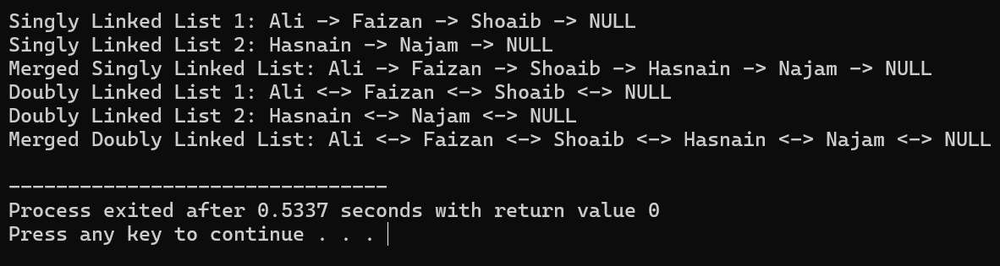 Singly Linked List 1: Ali -> Faizan -> Shoaib -> NULL
Singly Linked List 2: Hasnain -> Najam -> NULL
Merged Singly Linked List: Ali -> Faizan -> Shoaib -> Hasnain -> Najam -> NULL
Doubly Linked List 1: Ali <-> Faizan <-> Shoaib <-> NULL
Doubly Linked List 2: Hasnain <-> Najam <-> NULL
Merged Doubly Linked List: Ali <-> Faizan <-> Shoaib <-> Hasnain <-> Najam <-> NULL
--------------------------------
Process exited after 0.5337 seconds with return value 0
Press any key to continue . . .